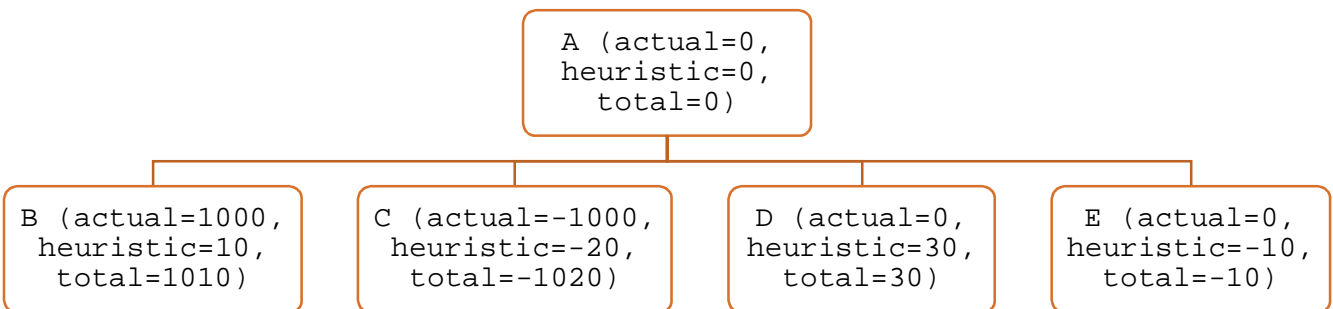 A (actual=0,
heuristic=0,
total=0)
B (actual=1000,
heuristic=10,
total=1010)
C (actual=-1000,
heuristic=-20,
total=-1020)
D (actual=0,
heuristic=30,
total=30)
E (actual=0,
heuristic=-10,
total=-10)